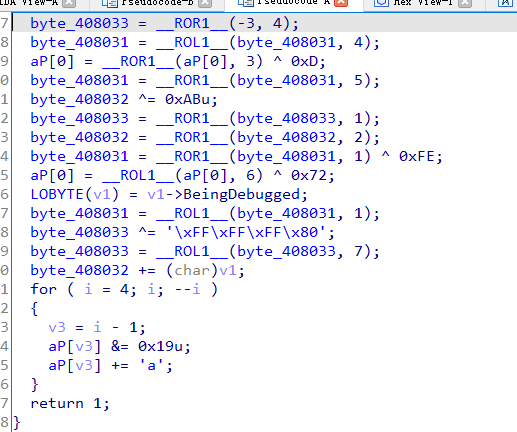 IDA View-A Pseudocode-B Pseudocode-A Hex View-1
7 byte_408033 = __ROR1__(-3, 4);
8 byte_408031 = __ROL1__(byte_408031, 4);
9 aP[0] = __ROR1__(aP[0], 3) ^ 0xD;
0 byte_408031 = __ROR1__(byte_408031, 5);
1 byte_408032 ^= 0xABu;
2 byte_408033 = __ROR1__(byte_408033, 1);
3 byte_408032 = __ROR1__(byte_408032, 2);
4 byte_408031 = __ROR1__(byte_408031, 1) ^ 0xFE;
5 aP[0] = __ROL1__(aP[0], 6) ^ 0x72;
6 LOBYTE(v1) = v1->BeingDebugged;
7 byte_408031 = __ROL1__(byte_408031, 1);
8 byte_408033 ^= '\xFF\xFF\xFF\x80';
9 byte_408033 = __ROL1__(byte_408033, 7);
0 byte_408032 += (char)v1;
1 for ( i = 4; i; --i )
2 {
3 v3 = i - 1;
4 aP[v3] &= 0x19u;
5 aP[v3] += 'a';
6 }
7 return 1;
8 }